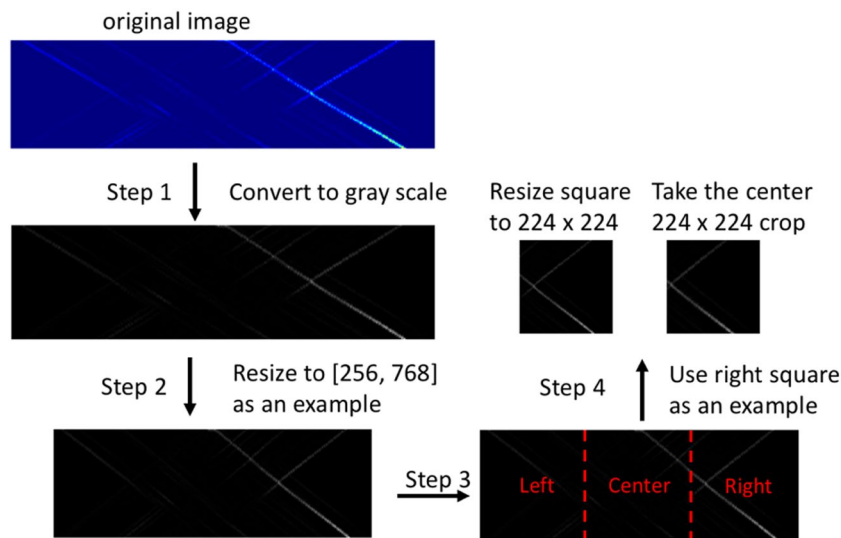 original image
Step 1
Convert to gray scale
Resize square
to 224 x 224
Take the center
224 x 224 crop
Step 2
Resize to [256, 768]
as an example
Step 4
Use right square
as an example
Step 3
Left
Center
Right